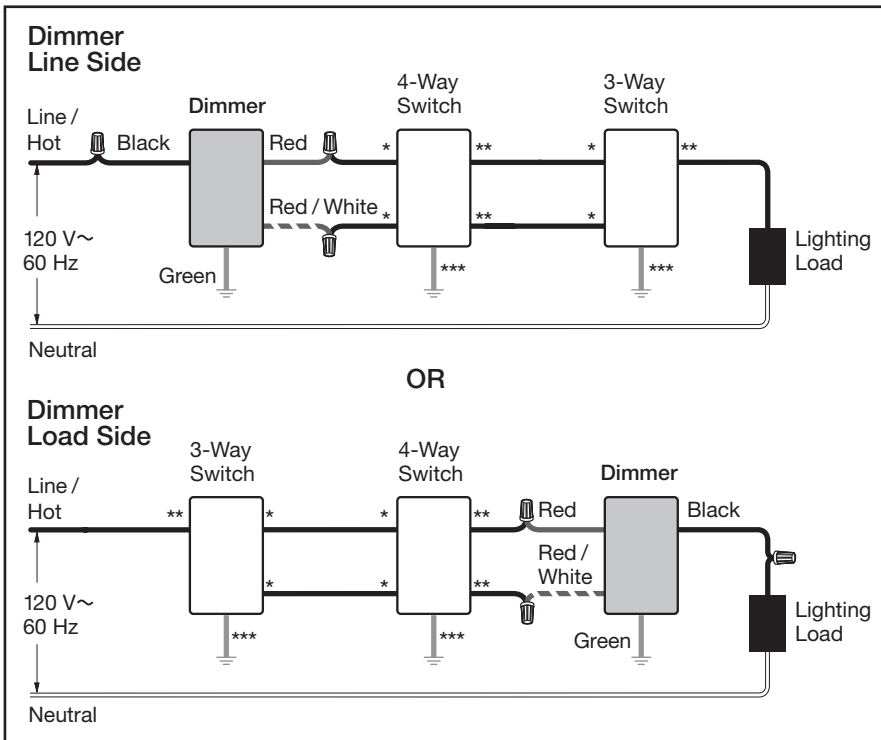 Dimmer
Line Side
4-Way
Switch
3-Way
Switch
Dimmer
Line /
Hot
Black
Red
*
**
*
**
Red / White
*
**
*
120 V~
60 Hz
Green
***
***
Lighting
Load
Neutral
OR
Dimmer
Load Side
3-Way
Switch
4-Way
Switch
Dimmer
Line /
Hot
**
*
*
**
Red
Black
Red /
White
*
*
**
120 V~
60 Hz
***
***
Green
Lighting
Load
Neutral